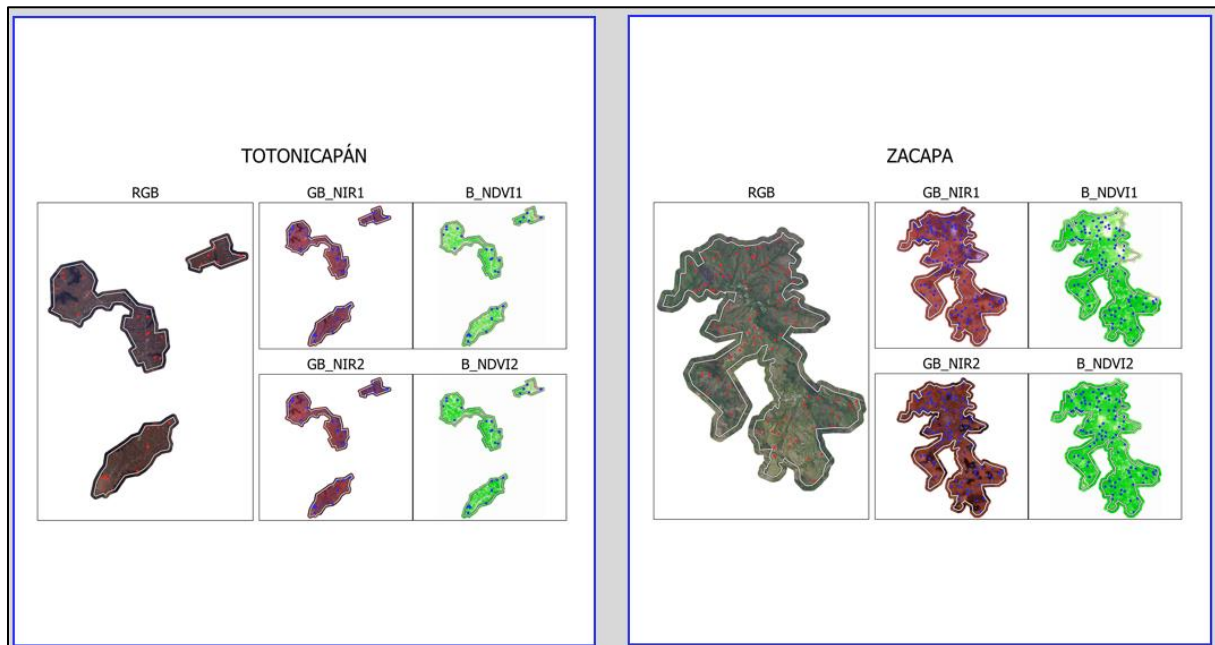 TOTONICAPÁN
RGB
GB_NIR1
B_NDVI1
GB_NIR2
B_NDVI2
ZACAPA
RGB
GB_NIR1
B_NDVI1
GB_NIR2
B_NDVI2